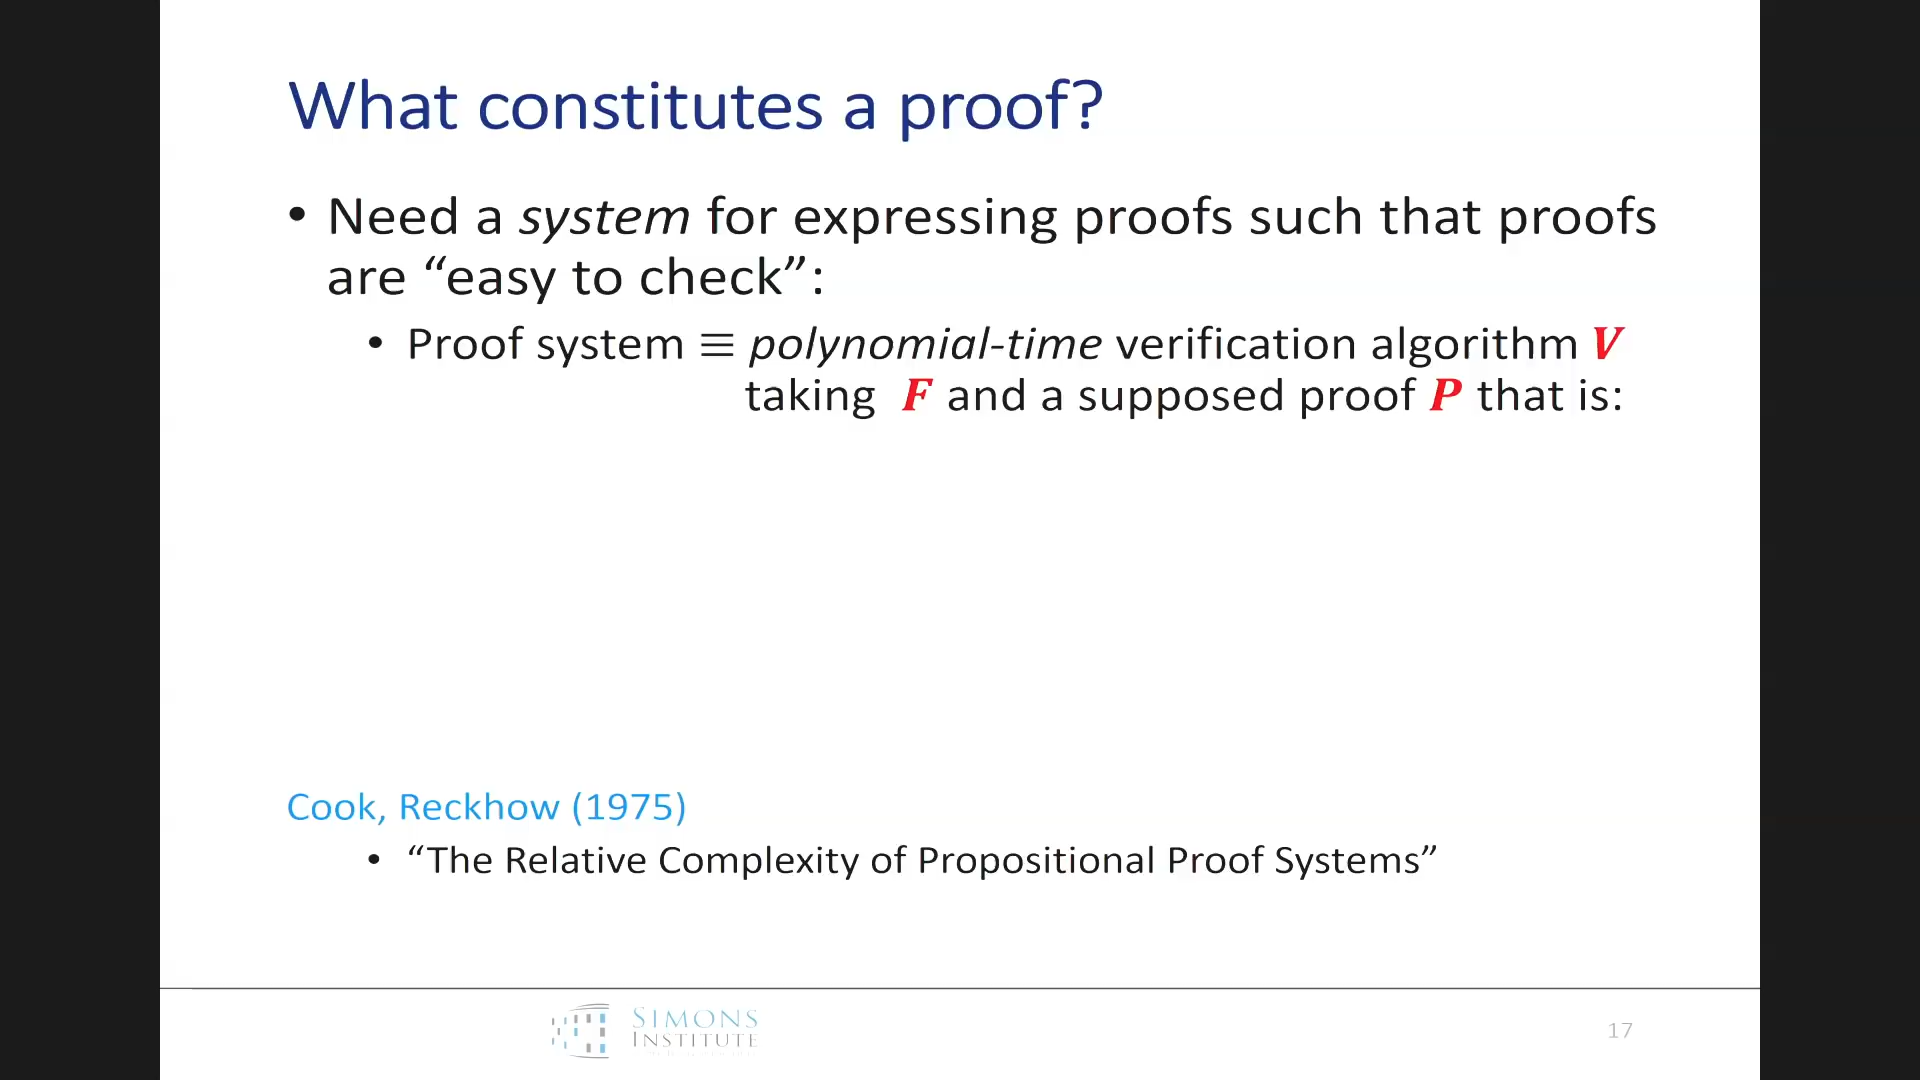 What constitutes a proof?
• Need a system for expressing proofs such that proofs
are “easy to check”:
• Proof system ≡ polynomial-time verification algorithm V
taking F and a supposed proof P that is:
Cook, Reckhow (1975)
• “The Relative Complexity of Propositional Proof Systems”
SIMONS
INSTITUTE
17